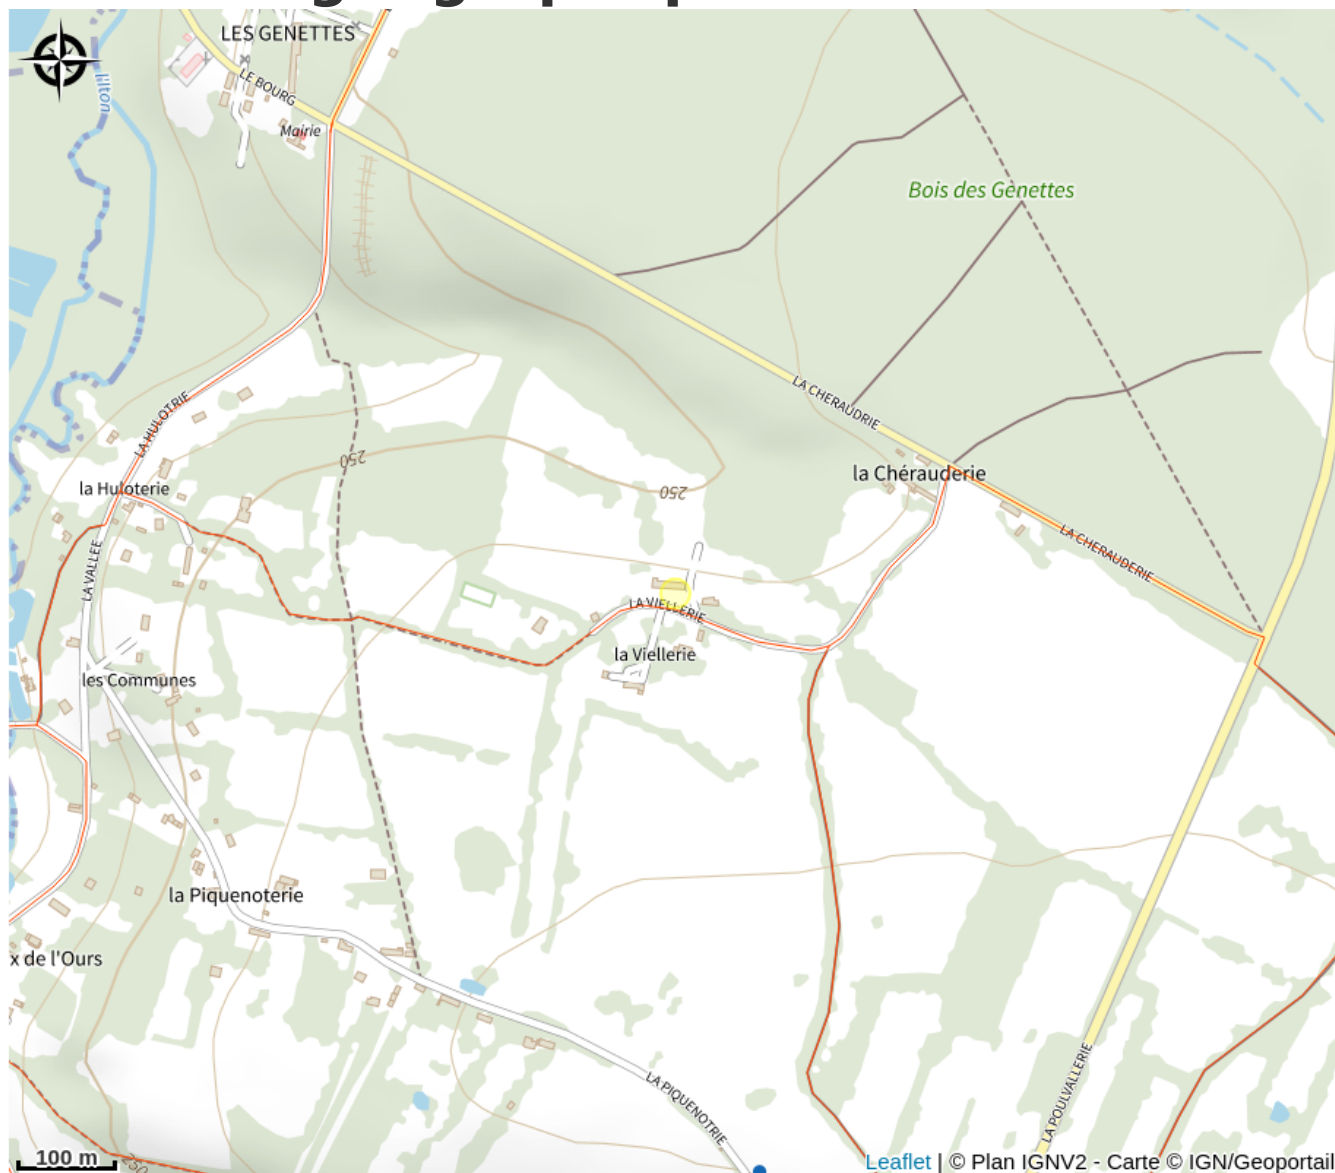 LES GENETTES
l'Iton
LE BOURG
Mairie
Bois des Genettes
LA CHERAUDRIE
LA HULOTRIE
250
250
la Chérauderie
la Huloterie
LA CHERAUDERIE
LA VALLEE
LA VIELLERIE
la Viellerie
les Communes
la Piquenoterie
x de l'Ours
LA PIQUENOTRIE
LA POULVALLERIE
100 m
250
Leaflet | © Plan IGNV2 - Carte © IGN/Geoportail